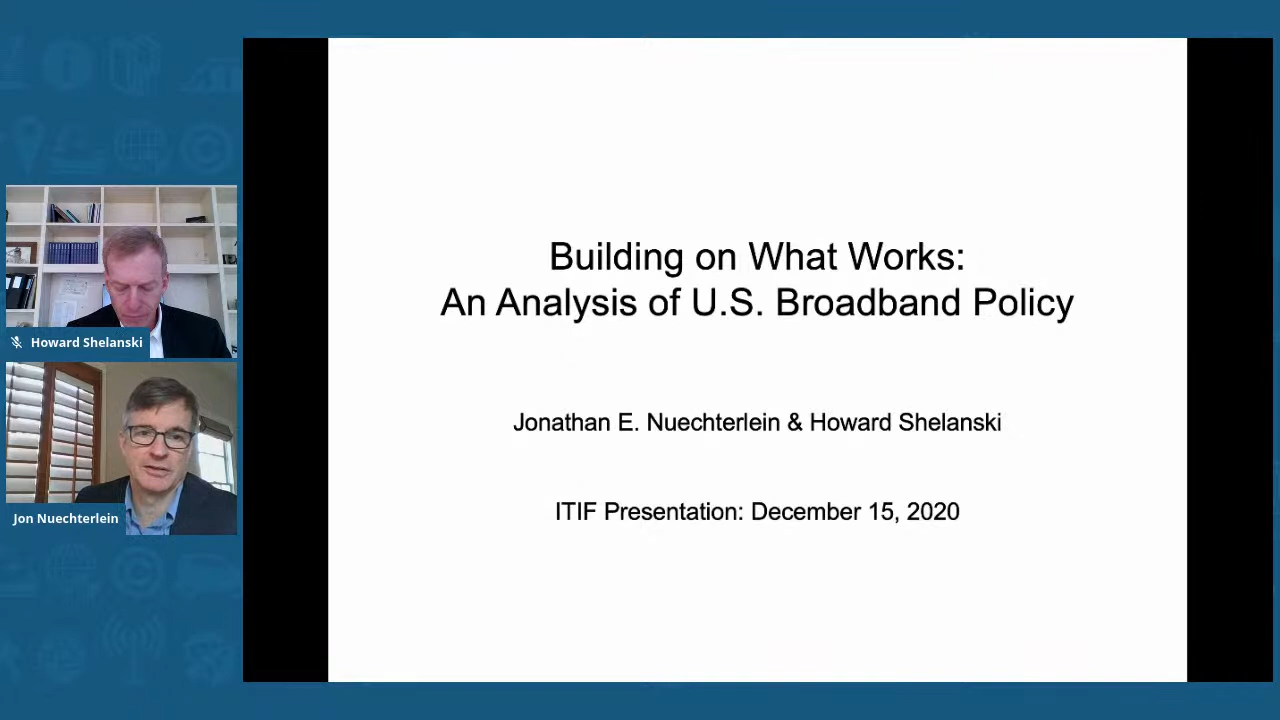 Howard Shelanski
Jon Nuechterlein
Building on What Works:
An Analysis of U.S. Broadband Policy
Jonathan E. Nuechterlein & Howard Shelanski
ITIF Presentation: December 15, 2020